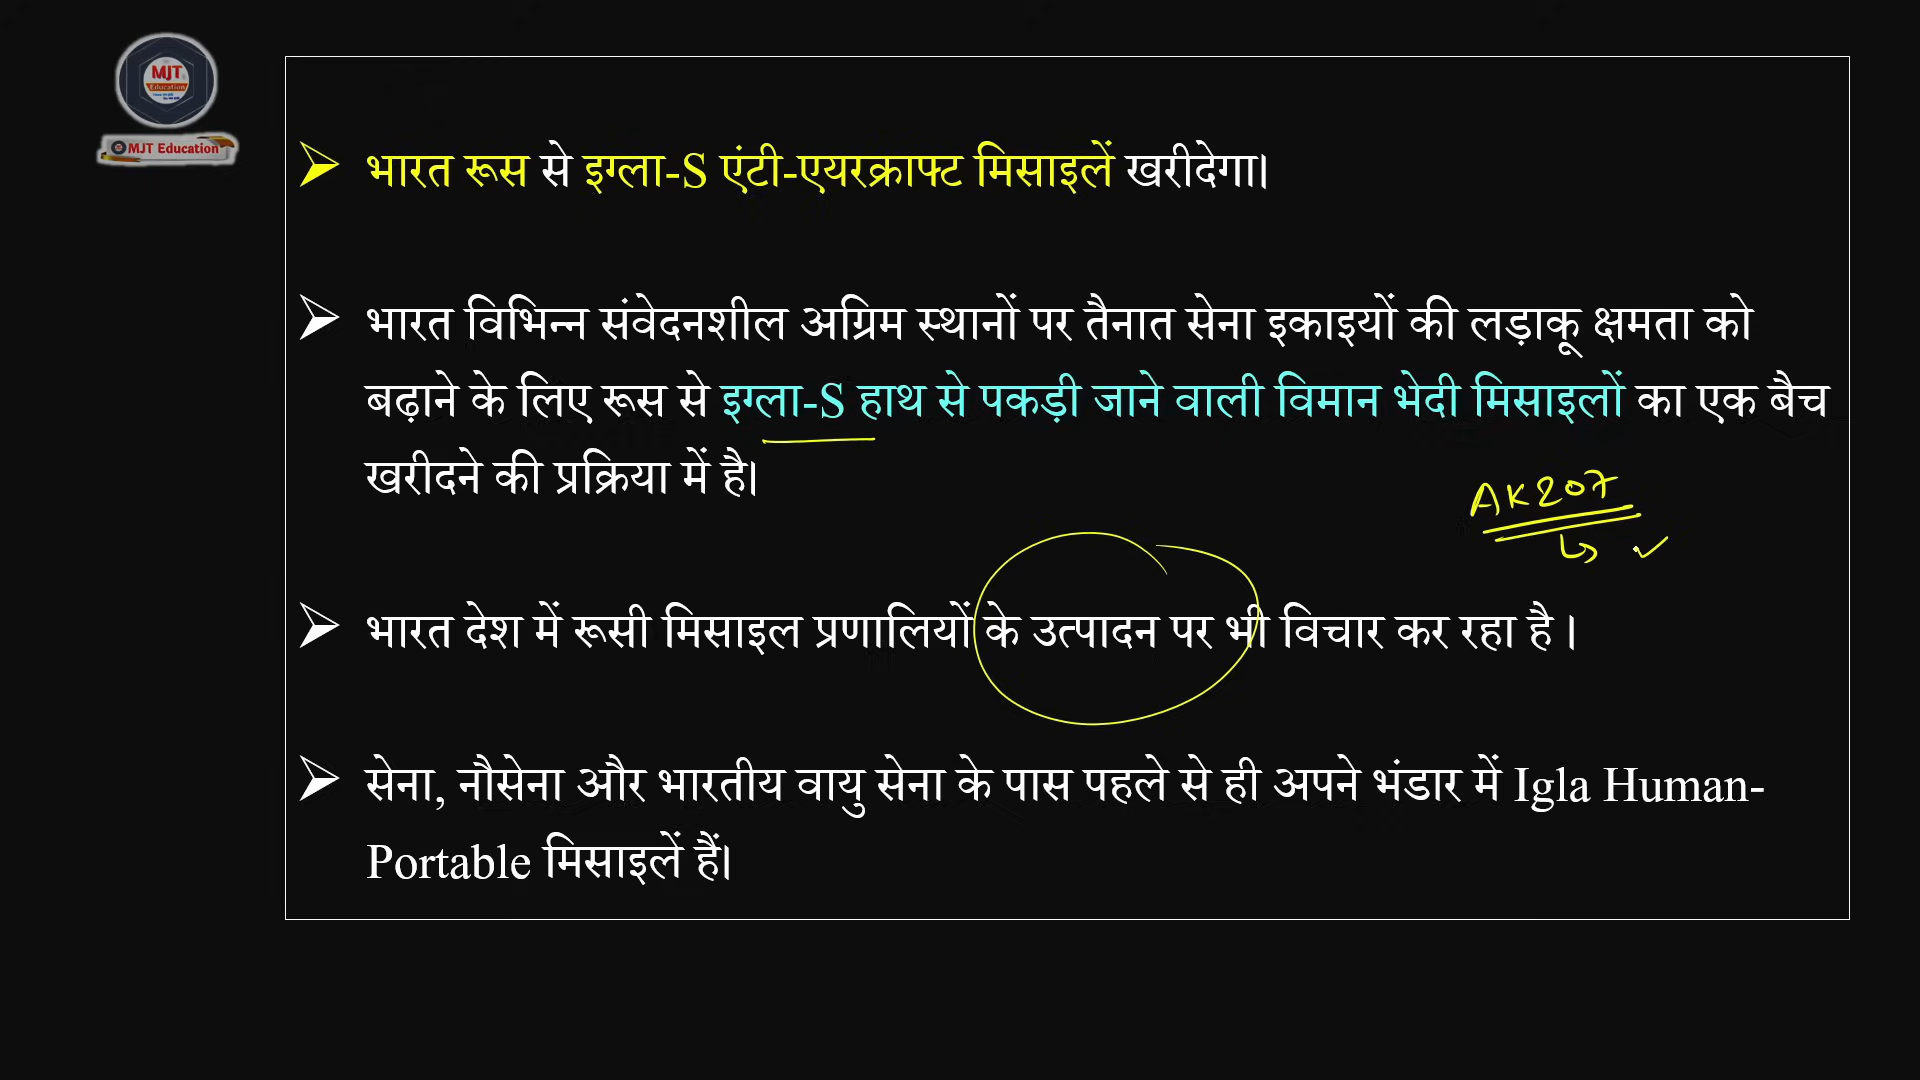 MJT
Education
MJT Education
भारत रूस से इग्ला-S एंटी-एयरक्राफ्ट मिसाइलें खरीदेगा।
भारत विभिन्न संवेदनशील अग्रिम स्थानों पर तैनात सेना इकाइयों की लड़ाकू क्षमता को
बढ़ाने के लिए रूस से इग्ला-S हाथ से पकड़ी जाने वाली विमान भेदी मिसाइलों का एक बैच
खरीदने की प्रक्रिया में है।
AK207
भारत देश में रूसी मिसाइल प्रणालियों के उत्पादन पर भी विचार कर रहा है ।
सेना, नौसेना और भारतीय वायु सेना के पास पहले से ही अपने भंडार में Igla Human-
Portable मिसाइलें हैं।